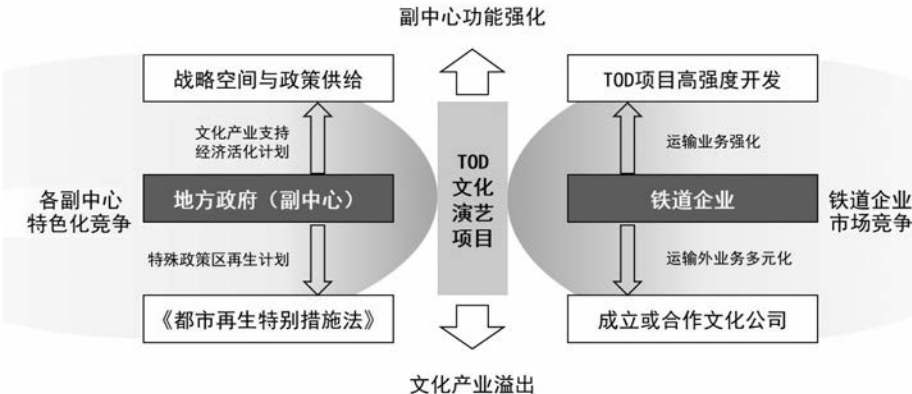 副中心功能强化
战略空间与政策供给
TOD项目高强度开发
文化产业支持
经济活化计划
运输业务强化
TOD
文化
演艺
项目
各副中心
特色化竞争
地方政府（副中心）
铁道企业
铁道企业
市场竞争
特殊政策区再生计划
运输外业务多元化
《都市再生特别措施法》
成立或合作文化公司
文化产业溢出